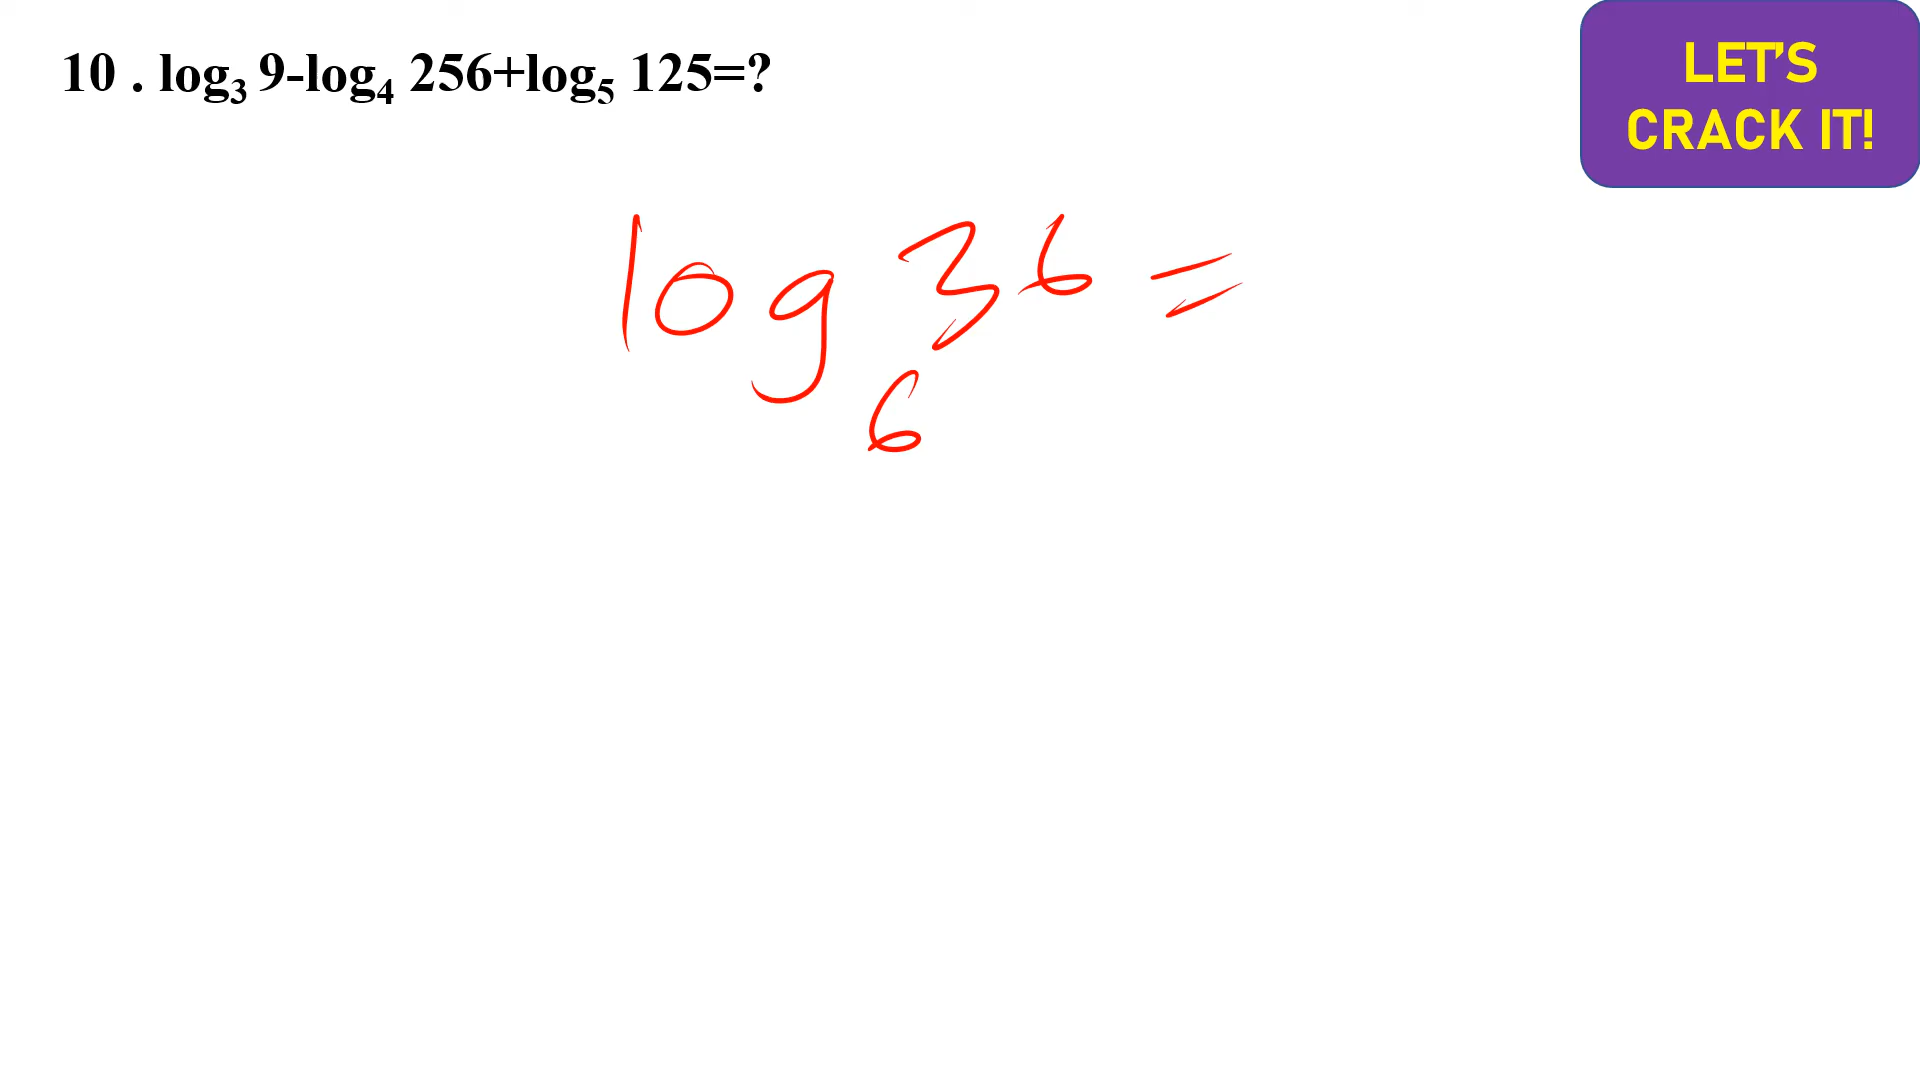 10 . log₃ 9-log₄ 256+log₅ 125=?
LET'S
CRACK IT!
log 36 =
6